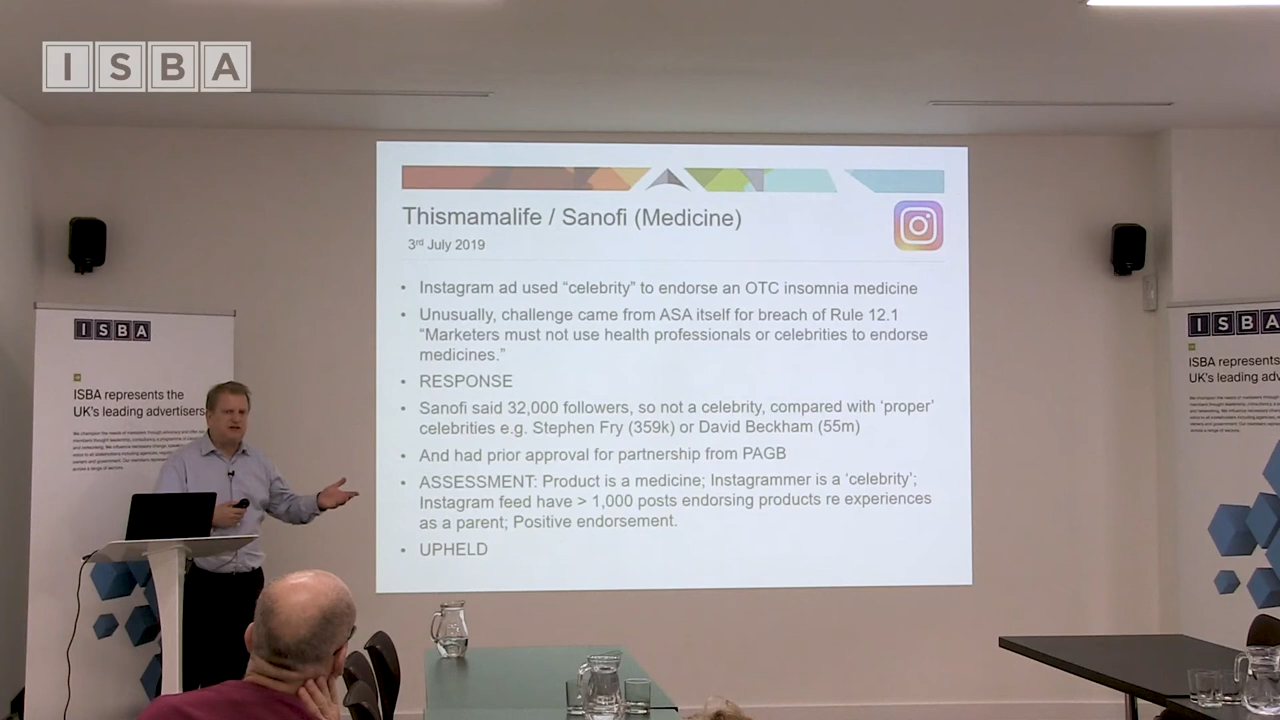 ISBA
Thismamalife / Sanofi (Medicine)
3rd July 2019
• Instagram ad used “celebrity” to endorse an OTC insomnia medicine
• Unusually, challenge came from ASA itself for breach of Rule 12.1
“Marketers must not use health professionals or celebrities to endorse
medicines.”
• RESPONSE
• Sanofi said 32,000 followers, so not a celebrity, compared with ‘proper’
celebrities e.g. Stephen Fry (359k) or David Beckham (55m)
• And had prior approval for partnership from PAGB
• ASSESSMENT: Product is a medicine; Instagrammer is a ‘celebrity’;
Instagram feed have > 1,000 posts endorsing products re experiences
as a parent; Positive endorsement.
• UPHELD
ISBA
ISBA represents the
UK's leading advertisers
ISBA
ISBA represents
UK's leading adv